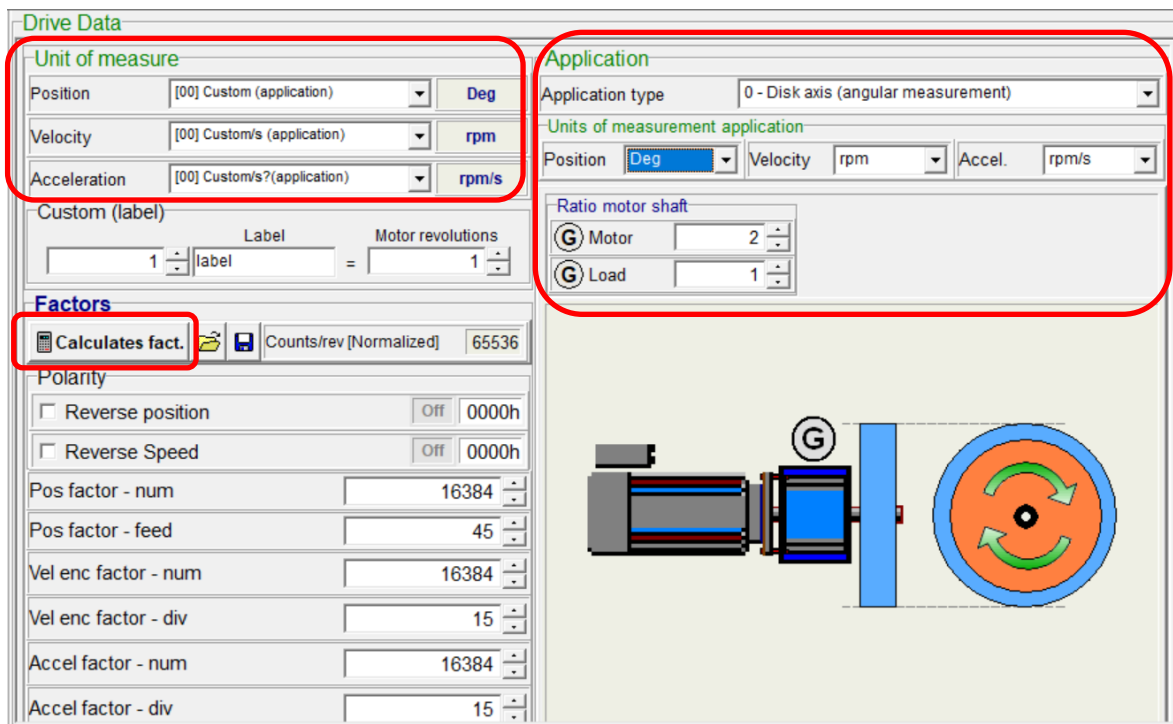 Drive Data
Unit of measure
Position [00] Custom (application) Deg
Velocity [00] Custom/s (application) rpm
Acceleration [00] Custom/s?(application) rpm/s
Custom (label)
Label Motor revolutions
1 label = 1
Factors
Calculates fact. Counts/rev [Normalized] 65536
Polarity
Reverse position Off 0000h
Reverse Speed Off 0000h
Pos factor - num 16384
Pos factor - feed 45
Vel enc factor - num 16384
Vel enc factor - div 15
Accel factor - num 16384
Accel factor - div 15
Application
Application type 0 - Disk axis (angular measurement)
Units of measurement application
Position Deg Velocity rpm Accel. rpm/s
Ratio motor shaft
G Motor 2
G Load 1
G